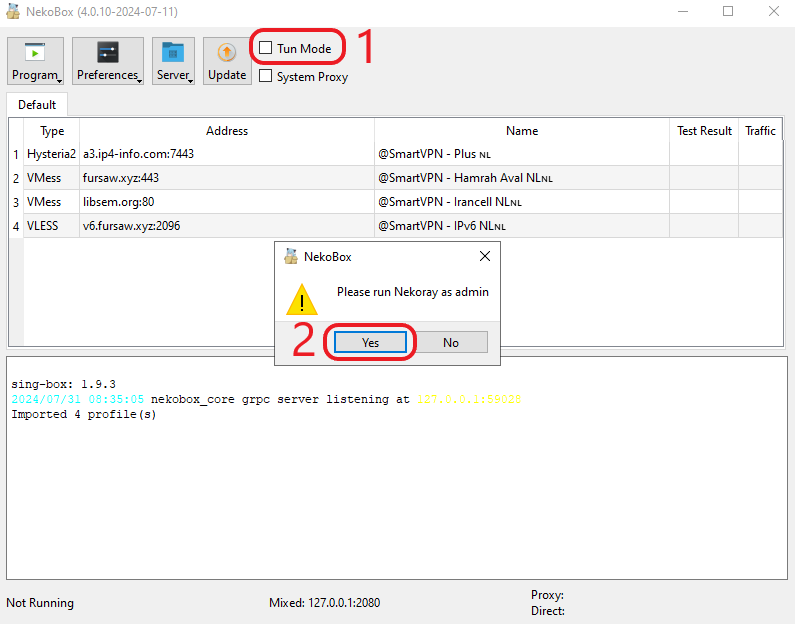 NekoBox (4.0.10-2024-07-11)
Program
Preferences
Server
Update
Tun Mode
1
System Proxy
Default
Type Address Name Test Result Traffic
1 Hysteria2 a3.ip4-info.com:7443 @SmartVPN - Plus NL
2 VMess fursaw.xyz:443 @SmartVPN - Hamrah Aval NLNL
3 VMess libsem.org:80 @SmartVPN - Irancell NLNL
4 VLESS v6.fursaw.xyz:2096 @SmartVPN - IPv6 NLNL
NekoBox
Please run Nekoray as admin
2
Yes
No
sing-box: 1.9.3
2024/07/31 08:35:05 nekobox_core grpc server listening at 127.0.0.1:59026
Imported 4 profile(s)
Not Running
Mixed: 127.0.0.1:2080
Proxy:
Direct: